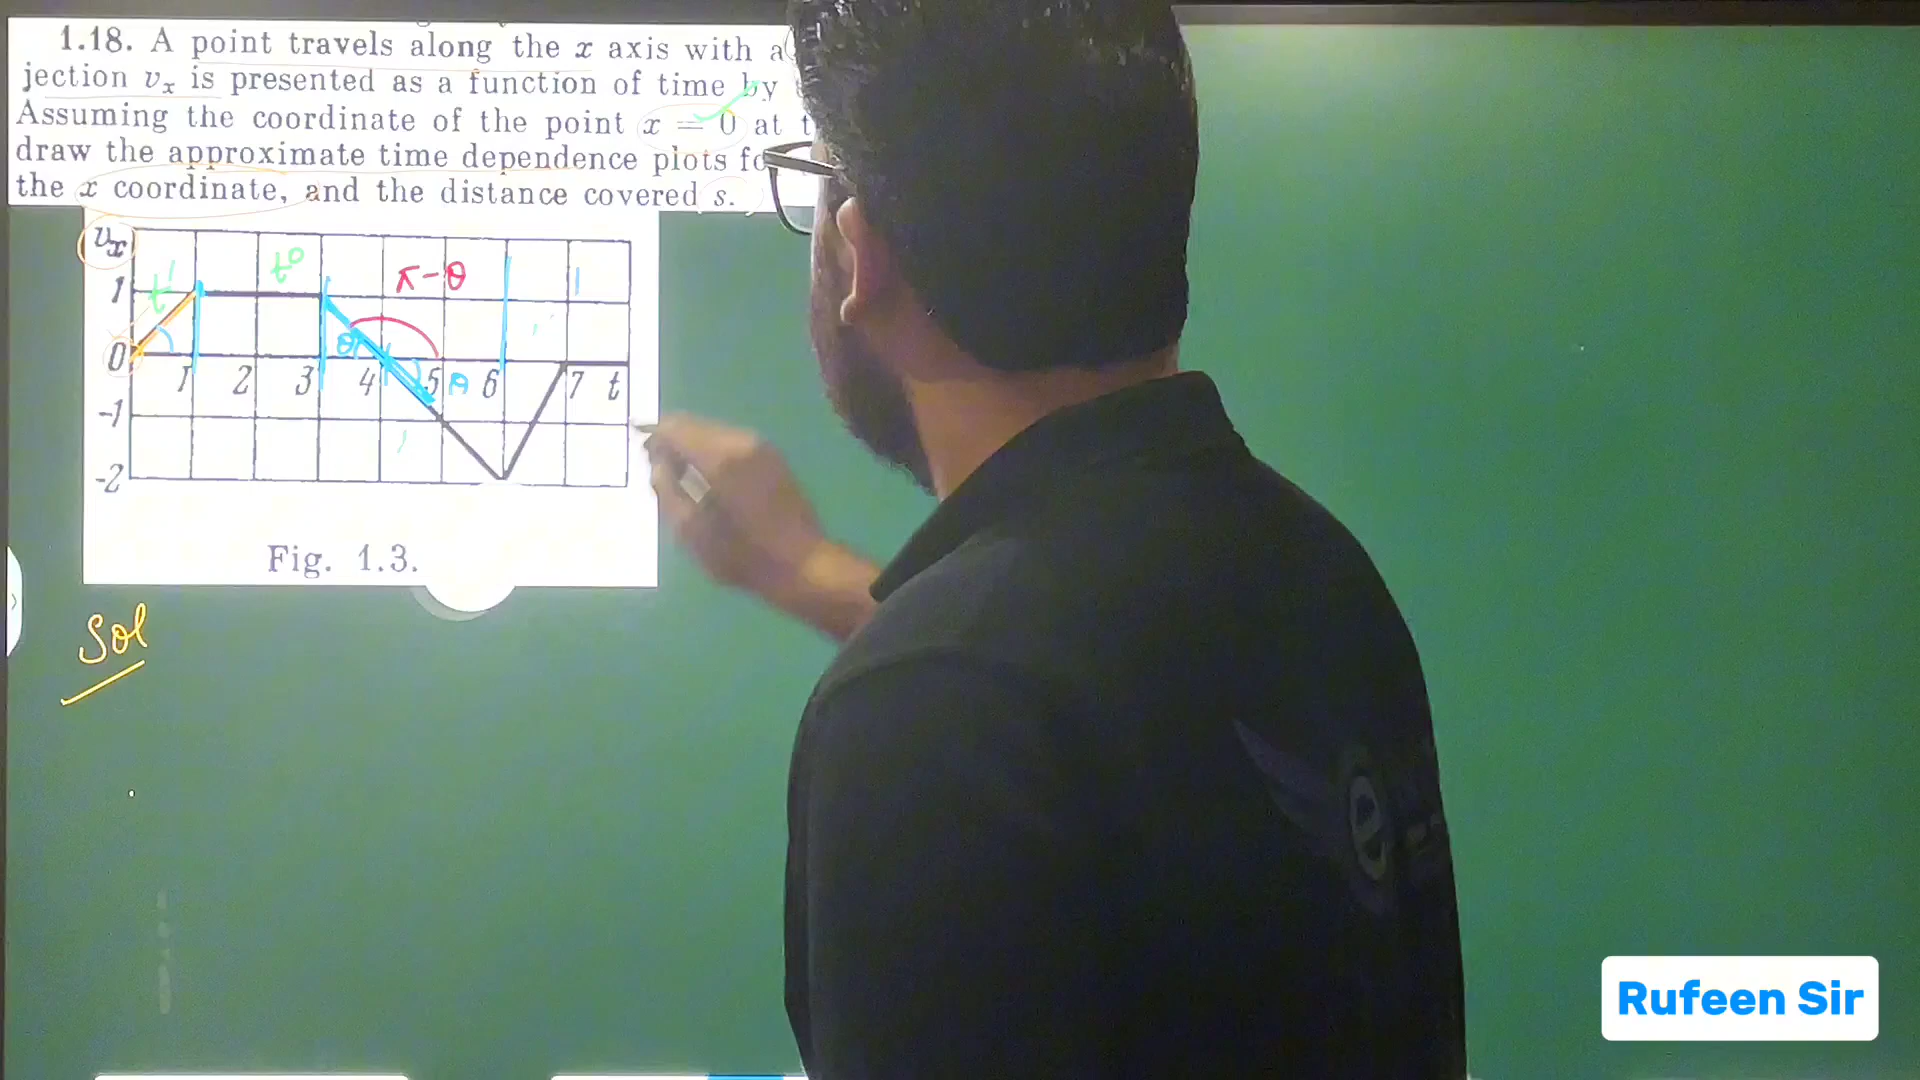 1.18. A point travels along the x axis with a
jection vx is presented as a function of time by
Assuming the coordinate of the point x = 0 at t
draw the approximate time dependence plots fo
the x coordinate, and the distance covered s.
vx
t¹ t⁰ π-θ
1
0
θ θ
1 2 3 4 5 6 7 t
-1
-2
Fig. 1.3.
Sol
Rufeen Sir